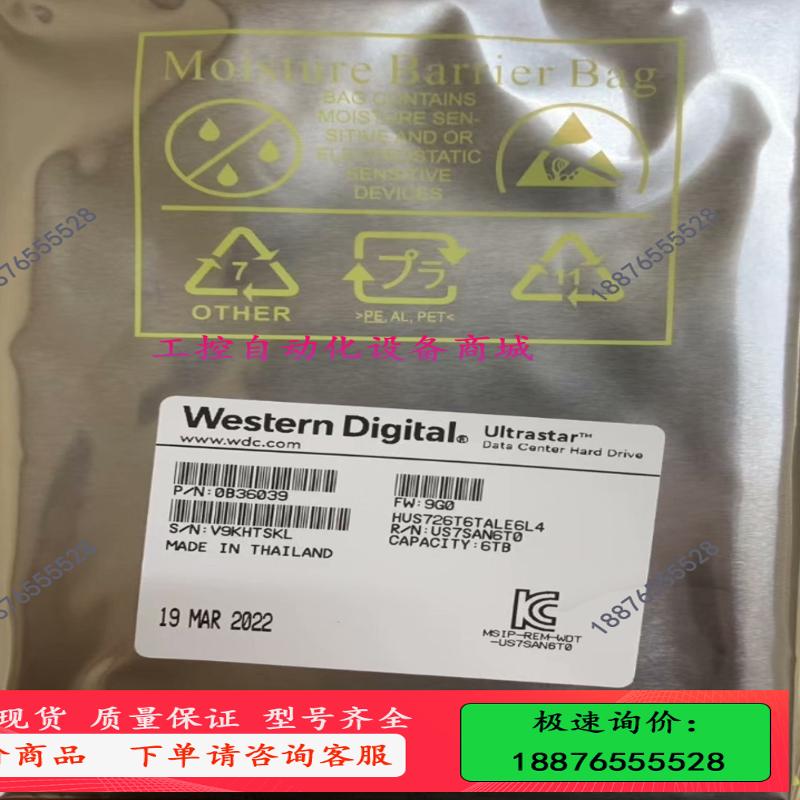 Moisture Barrier Bag
BAG CONTAINS
MOISTURE SEN-
SITIVE AND OR
ELECTROSTATIC
SENSITIVE
DEVICES
7
プラ
11
OTHER
>PE, AL, PET<
18876555528
18876555528
工控自动化设备商城
Western Digital®
www.wdc.com
Ultrastar™
Data Center Hard Drive
P/N:0B36039
S/N:V9KHTSKL
MADE IN THAILAND
FW:9G0
HUS726T6TALE6L4
R/N:US7SAN6T0
CAPACITY:6TB
19 MAR 2022
MSIP-REM-WDT
-US7SAN6T0
18876555528
18876555528
现货 质量保证 型号齐全
商品 下单请咨询客服
极速询价:
18876555528